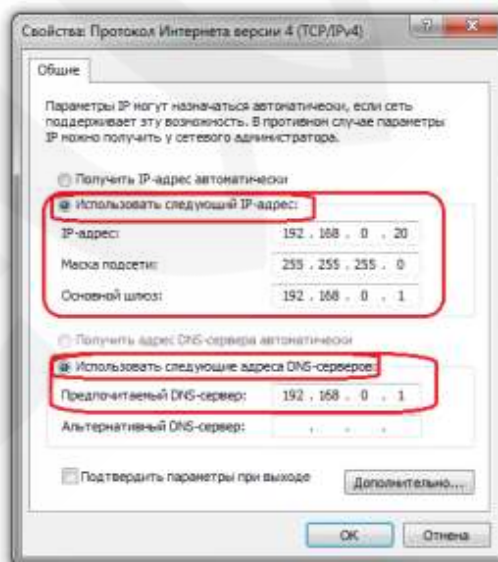 Свойства: Протокол Интернета версии 4 (TCP/IPv4)
Общие
Параметры IP могут назначаться автоматически, если сеть
поддерживает эту возможность. В противном случае параметры
IP можно получить у сетевого администратора.
Получить IP-адрес автоматически
Использовать следующий IP-адрес:
IP-адрес: 192 . 168 . 0 . 20
Маска подсети: 255 . 255 . 255 . 0
Основной шлюз: 192 . 168 . 0 . 1
Получить адрес DNS-сервера автоматически
Использовать следующие адреса DNS-серверов:
Предпочитаемый DNS-сервер: 192 . 168 . 0 . 1
Альтернативный DNS-сервер: . . .
Подтвердить параметры при выходе
Дополнительно...
ОК
Отмена